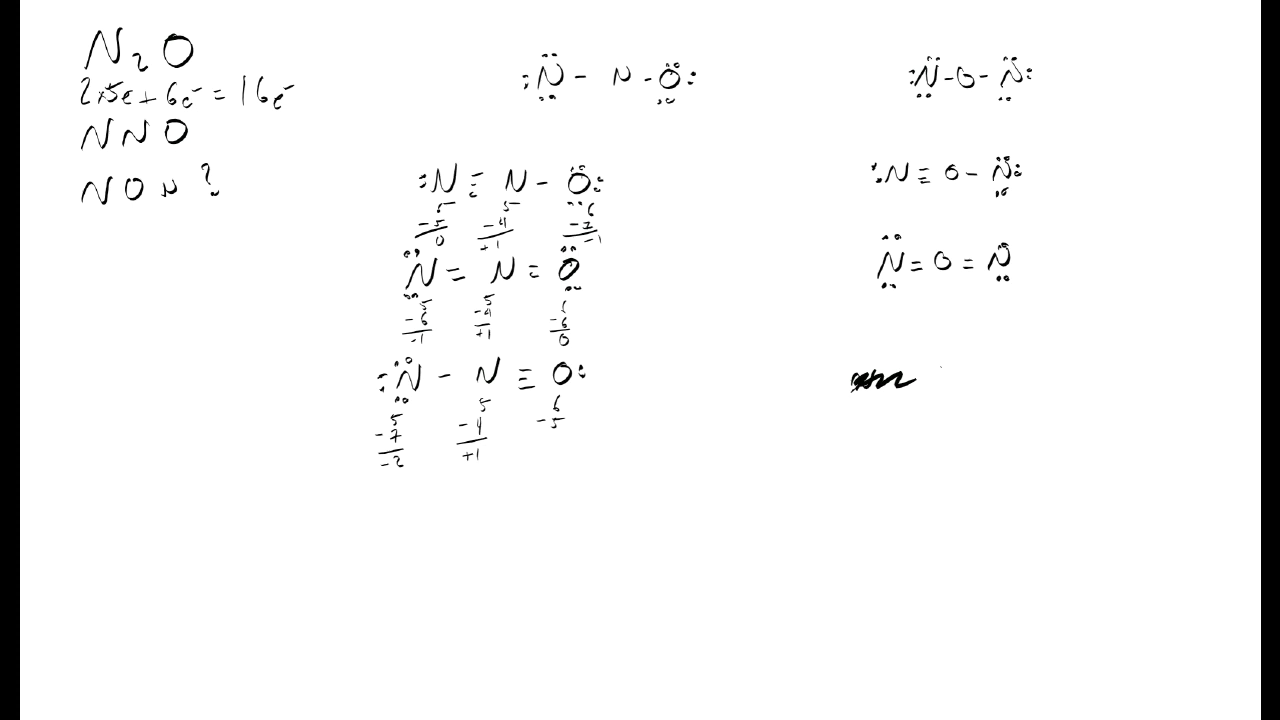 N₂O
2×5e + 6e⁻ = 16e⁻
NNO
NON ?
:N̤̈ - N - Ö̤:
:N ≡ N - Ö̤:
5 5 6
-5 -4 -7
0 +1 -1
N̤̈ = N = Ö̤
5 5 6
-6 -4 -6
-1 +1 0
:N̤̈ - N ≡ O:
5 5 6
-7 -4 -5
-2 +1
:N̤̈ - O - N̤̈:
:N ≡ O - N̤̈:
N̤̈ = O = N̤̈